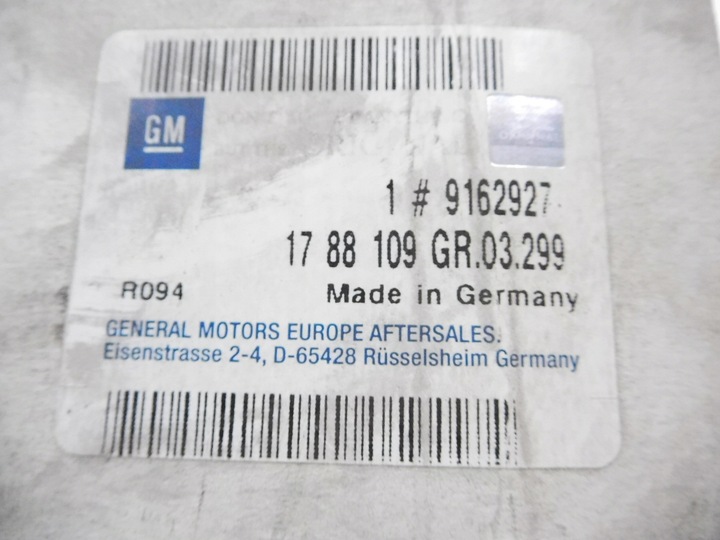 GM
1 # 9162927
17 88 109 GR.03.299
R094 Made in Germany
GENERAL MOTORS EUROPE AFTERSALES.
Eisenstrasse 2-4, D-65428 Rüsselsheim Germany